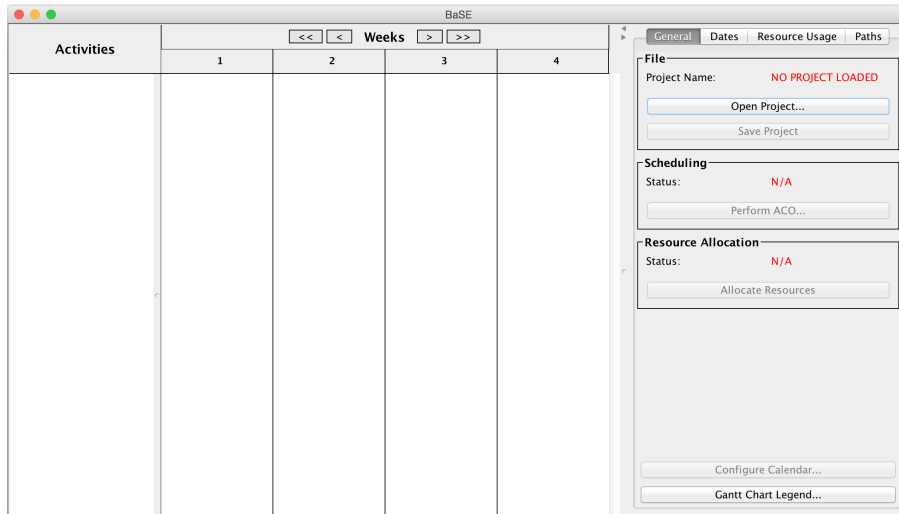 BaSE
Activities
<< < Weeks > >>
1 2 3 4
General Dates Resource Usage Paths
File
Project Name: NO PROJECT LOADED
Open Project...
Save Project
Scheduling
Status: N/A
Perform ACO...
Resource Allocation
Status: N/A
Allocate Resources
Configure Calendar...
Gantt Chart Legend...